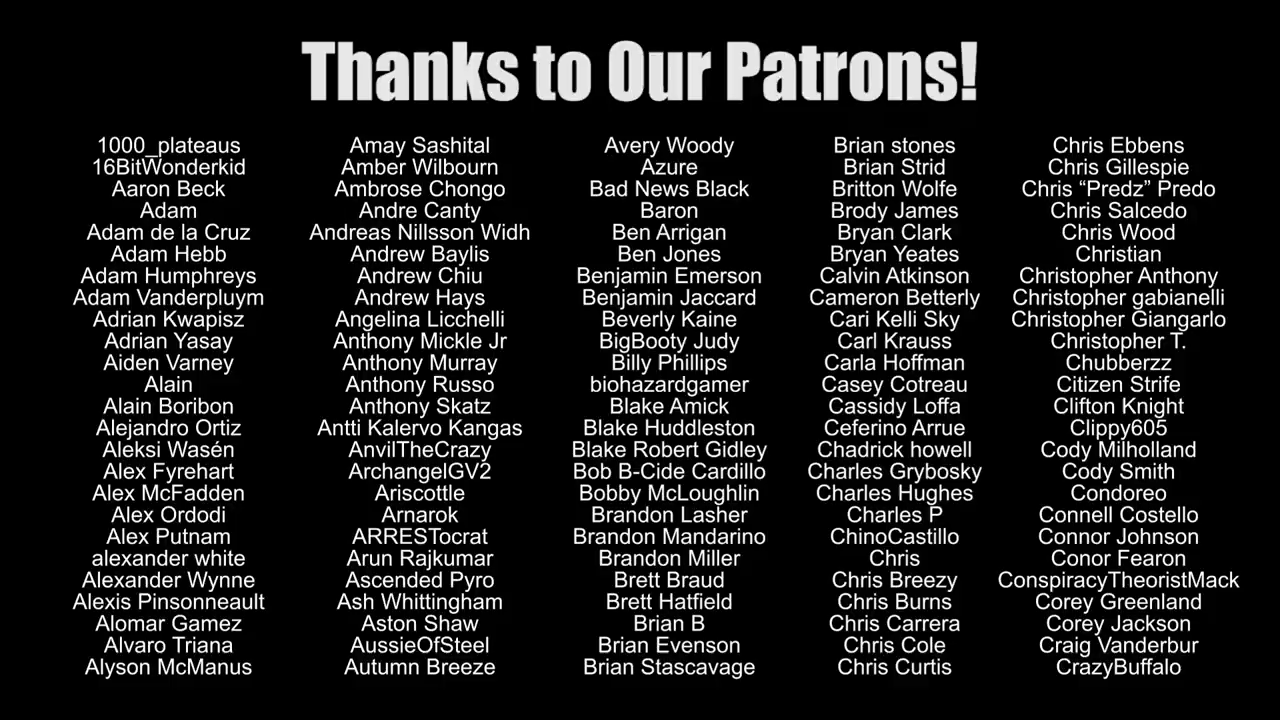 Thanks to Our Patrons!
1000_plateaus
16BitWonderkid
Aaron Beck
Adam
Adam de la Cruz
Adam Hebb
Adam Humphreys
Adam Vanderpluym
Adrian Kwapisz
Adrian Yasay
Aiden Varney
Alain
Alain Boribon
Alejandro Ortiz
Aleksi Wasén
Alex Fyrehart
Alex McFadden
Alex Ordodi
Alex Putnam
alexander white
Alexander Wynne
Alexis Pinsonneault
Alomar Gamez
Alvaro Triana
Alyson McManus
Amay Sashital
Amber Wilbourn
Ambrose Chongo
Andre Canty
Andreas Nillsson Widh
Andrew Baylis
Andrew Chiu
Andrew Hays
Angelina Licchelli
Anthony Mickle Jr
Anthony Murray
Anthony Russo
Anthony Skatz
Antti Kalervo Kangas
AnvilTheCrazy
ArchangelGV2
Ariscottle
Arnarok
ARRESTocrat
Arun Rajkumar
Ascended Pyro
Ash Whittingham
Aston Shaw
AussieOfSteel
Autumn Breeze
Avery Woody
Azure
Bad News Black
Baron
Ben Arrigan
Ben Jones
Benjamin Emerson
Benjamin Jaccard
Beverly Kaine
BigBooty Judy
Billy Phillips
biohazardgamer
Blake Amick
Blake Huddleston
Blake Robert Gidley
Bob B-Cide Cardillo
Bobby McLoughlin
Brandon Lasher
Brandon Mandarino
Brandon Miller
Brett Braud
Brett Hatfield
Brian B
Brian Evenson
Brian Stascavage
Brian stones
Brian Strid
Britton Wolfe
Brody James
Bryan Clark
Bryan Yeates
Calvin Atkinson
Cameron Betterly
Cari Kelli Sky
Carl Krauss
Carla Hoffman
Casey Cotreau
Cassidy Loffa
Ceferino Arrue
Chadrick howell
Charles Grybosky
Charles Hughes
Charles P
ChinoCastillo
Chris
Chris Breezy
Chris Burns
Chris Carrera
Chris Cole
Chris Curtis
Chris Ebbens
Chris Gillespie
Chris “Predz” Predo
Chris Salcedo
Chris Wood
Christian
Christopher Anthony
Christopher gabianelli
Christopher Giangarlo
Christopher T.
Chubberzz
Citizen Strife
Clifton Knight
Clippy605
Cody Milholland
Cody Smith
Condoreo
Connell Costello
Connor Johnson
Conor Fearon
ConspiracyTheoristMack
Corey Greenland
Corey Jackson
Craig Vanderbur
CrazyBuffalo